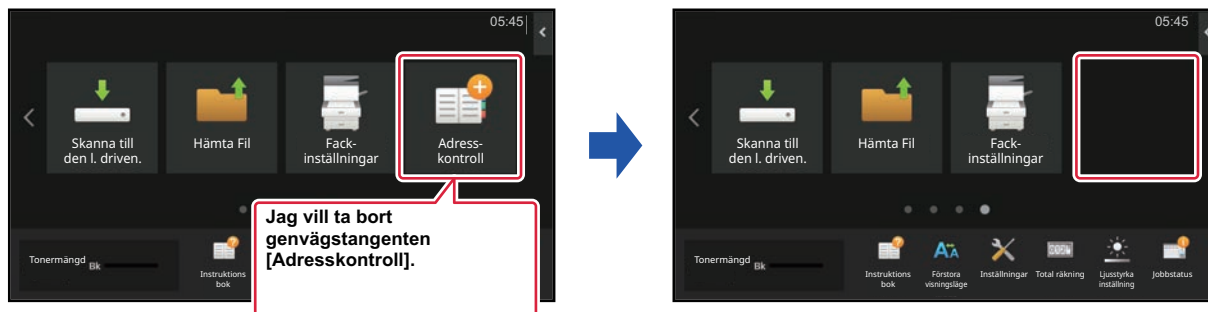 05:45
Skanna till
den l. driven.
Hämta Fil
Fack-
inställningar
Adress-
kontroll
Jag vill ta bort
genvägstangenten
[Adresskontroll].
Tonermängd
Bk
Instruktions
bok
05:45
Skanna till
den l. driven.
Hämta Fil
Fack-
inställningar
Tonermängd
Bk
Instruktions
bok
Förstora
visningsläge
Inställningar
Total räkning
Ljusstyrka
inställning
Jobbstatus